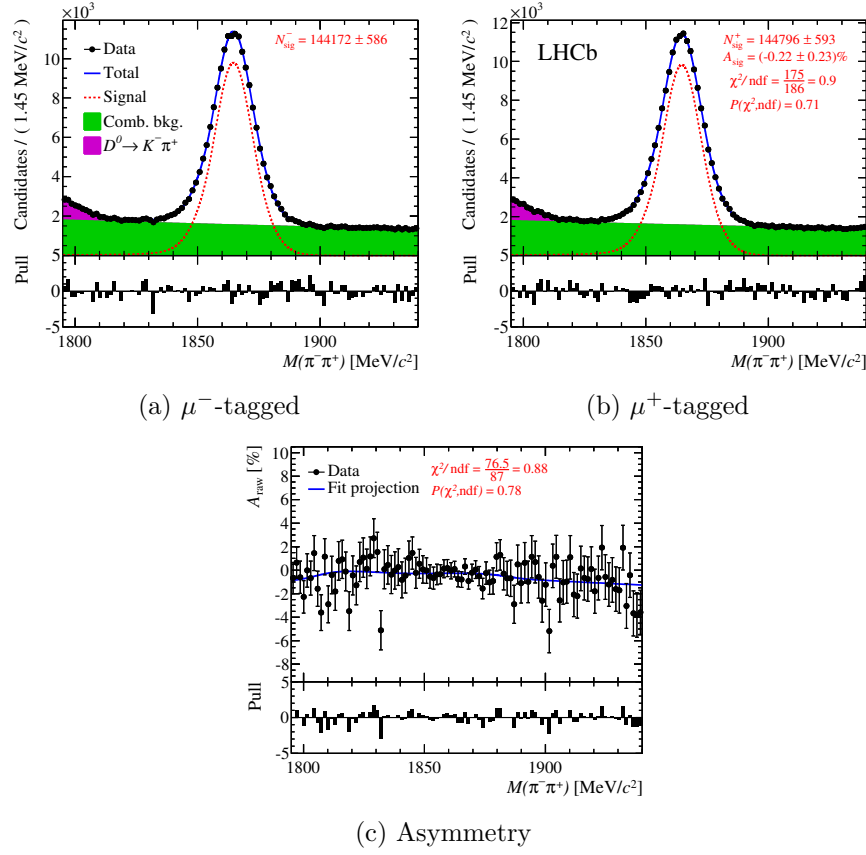 ×10³
Candidates / ( 1.45 MeV/c²)
12
10
8
6
4
2
Data
Total
Signal
Comb. bkg.
D⁰→ K⁻π⁺
N⁻sig = 144172 ± 586
Pull
5
0
-5
1800
1850
1900
M(π⁻π⁺) [MeV/c²]
(a) μ⁻-tagged
×10³
Candidates / ( 1.45 MeV/c²)
12
10
8
6
4
2
LHCb
N⁺sig = 144796 ± 593
Asig = (-0.22 ± 0.23)%
χ²/ ndf = 175/186 = 0.9
P(χ²,ndf) = 0.71
Pull
5
0
-5
1800
1850
1900
M(π⁻π⁺) [MeV/c²]
(b) μ⁺-tagged
Araw [%]
10
8
6
4
2
0
-2
-4
-6
-8
Data
Fit projection
χ²/ ndf = 76.5/87 = 0.88
P(χ²,ndf) = 0.78
Pull
5
0
-5
1800
1850
1900
M(π⁻π⁺) [MeV/c²]
(c) Asymmetry